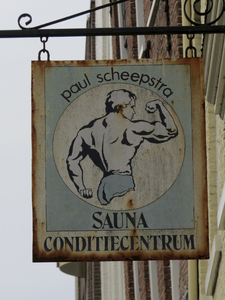 paul scheepstra
SAUNA
CONDITIECENTRUM